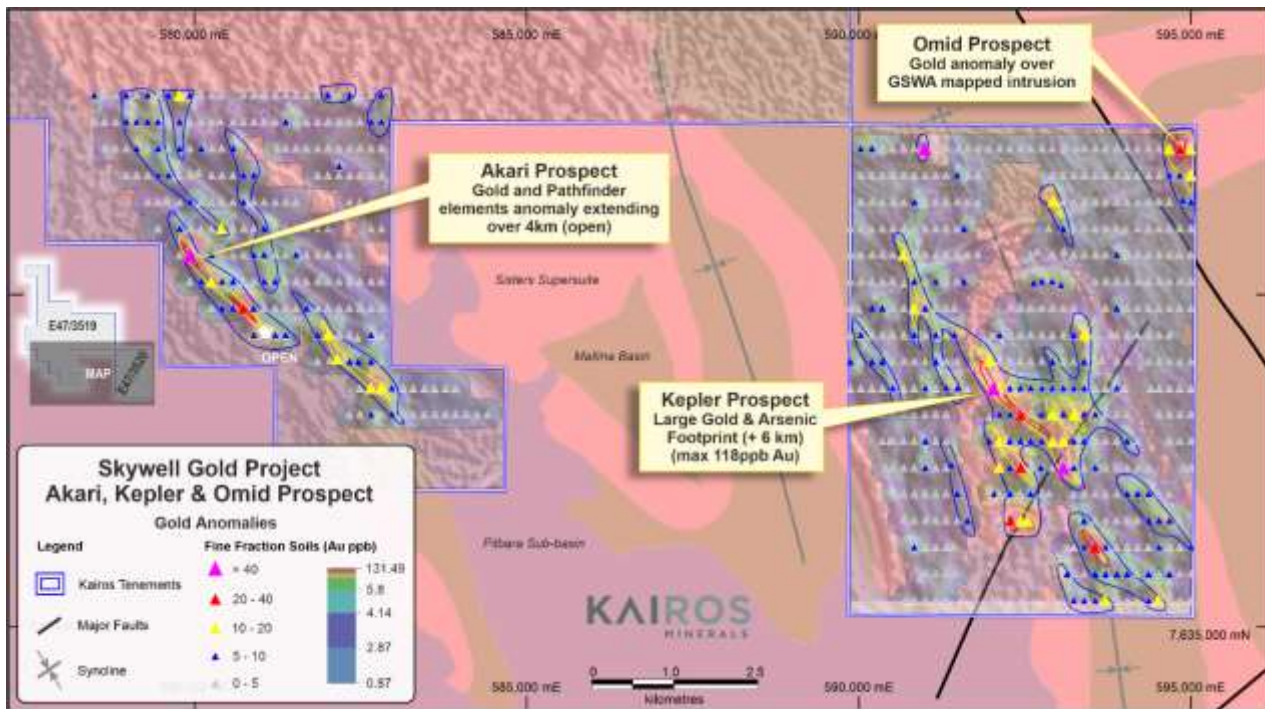 580,000 mE
585,000 mE
590,000 mE
595,000 mE
Omid Prospect
Gold anomaly over
GSWA mapped intrusion
Akari Prospect
Gold and Pathfinder
elements anomaly extending
over 4km (open)
Sisters Supersuite
E47/3519
MAP
OPEN
Mallina Basin
Kepler Prospect
Large Gold & Arsenic
Footprint (+ 6 km)
(max 118ppb Au)
Skywell Gold Project
Akari, Kepler & Omid Prospect
Gold Anomalies
Legend
Fine Fraction Soils (Au ppb)
Kairos Tenements
Major Faults
Syncline
20 - 40
10 - 20
5 - 10
0 - 5
131.49
5.8
4.14
2.87
0.57
Pilbara Sub-basin
KAIROS
MINERALS
7,635,000 mN
0 1.0 2.5
kilometres
585,000 mE
590,000 mE
595,000 mE